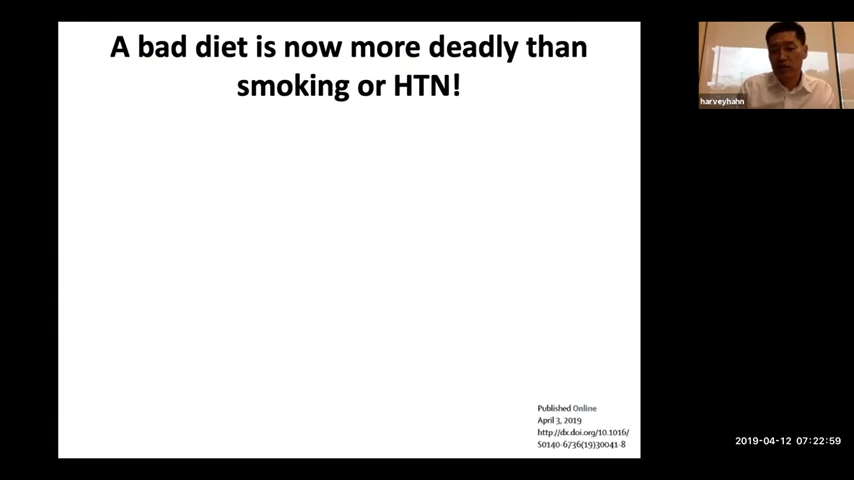 A bad diet is now more deadly than
smoking or HTN!
harveyhahn
Published Online
April 3, 2019
http://dx.doi.org/10.1016/
S0140-6736(19)30041-8
2019-04-12 07:22:59